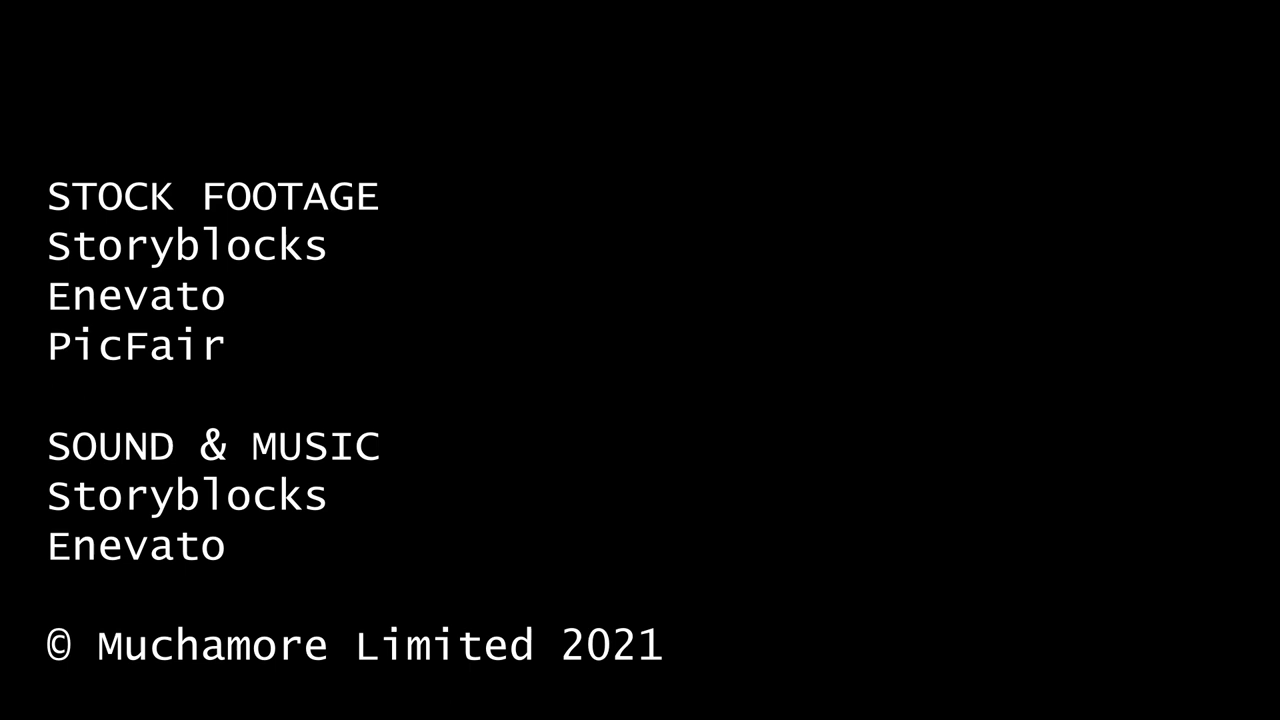 STOCK FOOTAGE
Storyblocks
Enevato
PicFair
SOUND & MUSIC
Storyblocks
Enevato
© Muchamore Limited 2021